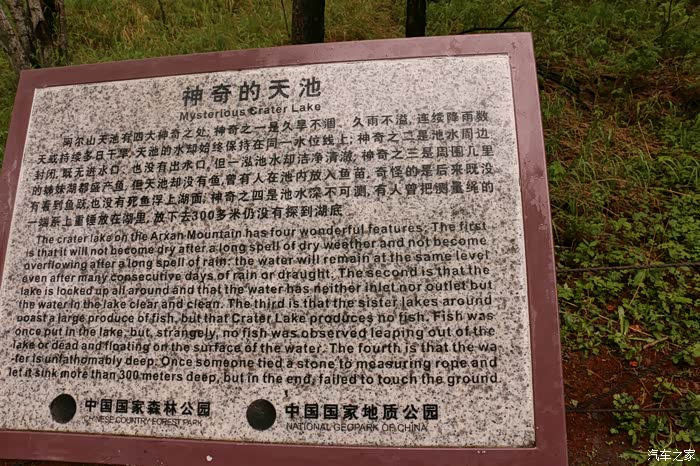 神奇的天池
Mysterious Crater Lake
阿尔山天池有四大神奇之处，神奇之一是久旱不涸，久雨不溢，连续降雨数
天或持续多日干旱，天池的水却始终保持在同一水位线上；神奇之二是池水周边
封闭，既无进水口，也没有出水口，但一泓池水却洁净清澈；神奇之三是周围几里
的姊妹湖都盛产鱼，但天池却没有鱼，曾有人在池内放入鱼苗，奇怪的是后来既没
有看到鱼跃，也没有死鱼浮上湖面；神奇之四是池水深不可测，有人曾把测量绳的
一端系上重锤放在湖里，放下去300多米仍没有探到湖底
The crater lake on the Arxan Mountain has four wonderful features: The first
is that it will not become dry after a long spell of dry weather and not become
overflowing after a long spell of rain: the water will remain at the same level
even after many consecutive days of rain or draught. The second is that the
lake is locked up all around and that the water has neither inlet nor outlet but
the water in the lake clear and clean. The third is that the sister lakes around
boast a large produce of fish, but that Crater Lake produces no fish. Fish was
once put in the lake, but, strangely, no fish was observed leaping out of the
lake or dead and floating on the surface of the water. The fourth is that the wa
-ter is unfathomably deep. Once someone tied a stone to measuring rope and
let it sink more than 300 meters deep, but in the end, failed to touch the ground.
中国国家森林公园
CHINESE COUNTRY FOREST PARK
中国国家地质公园
NATIONAL GEOPARK OF CHINA
汽车之家